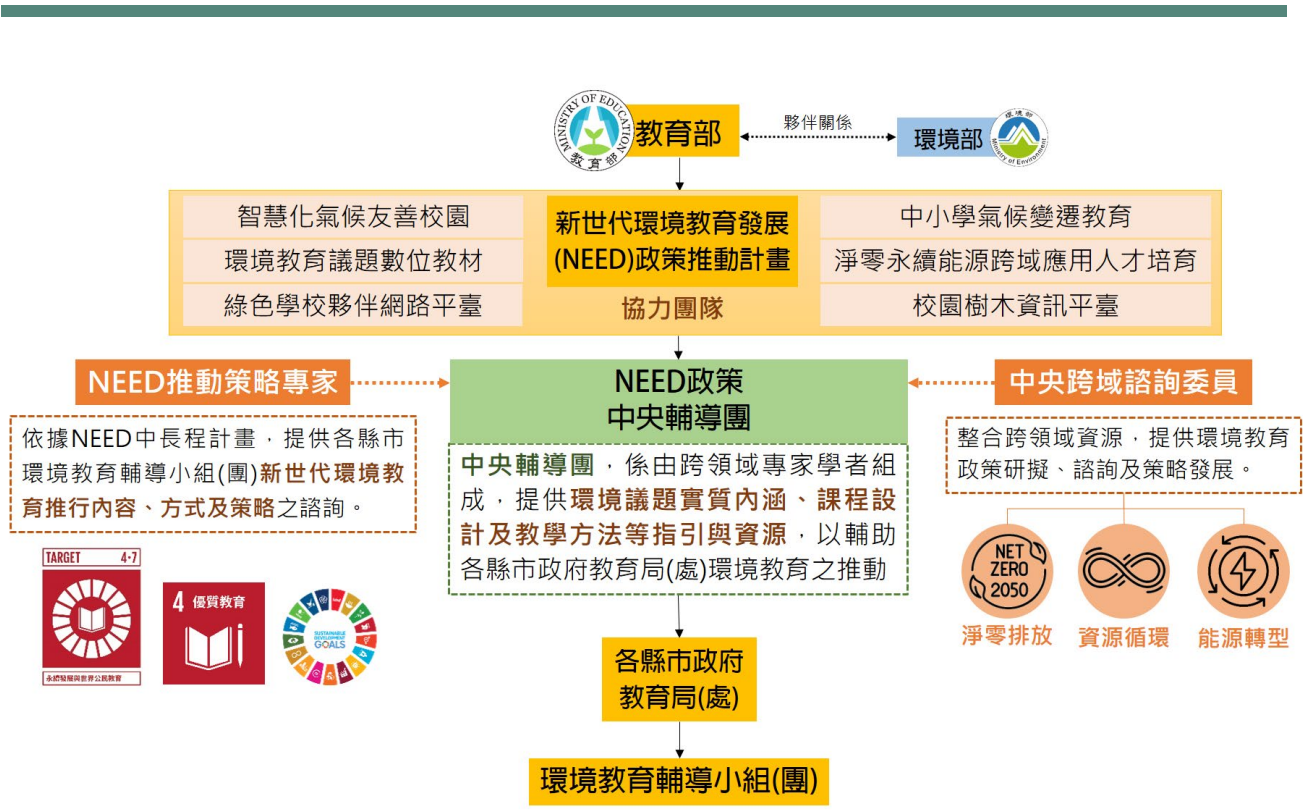 MINISTRY OF EDUCATION
教育部
教育部
夥伴關係
環境部
環境部
Ministry of Environment
智慧化氣候友善校園
環境教育議題數位教材
綠色學校夥伴網路平臺
新世代環境教育發展
(NEED)政策推動計畫
協力團隊
中小學氣候變遷教育
淨零永續能源跨域應用人才培育
校園樹木資訊平臺
NEED推動策略專家
依據NEED中長程計畫，提供各縣市
環境教育輔導小組(團)新世代環境教
育推行內容、方式及策略之諮詢。
TARGET 4·7
永續發展與世界公民教育
4 優質教育
SUSTAINABLE
DEVELOPMENT
GOALS
NEED政策
中央輔導團
中央輔導團，係由跨領域專家學者組
成，提供環境議題實質內涵、課程設
計及教學方法等指引與資源，以輔助
各縣市政府教育局(處)環境教育之推動
中央跨域諮詢委員
整合跨領域資源，提供環境教育
政策研擬、諮詢及策略發展。
NET
ZERO
2050
淨零排放
資源循環
能源轉型
各縣市政府
教育局(處)
環境教育輔導小組(團)